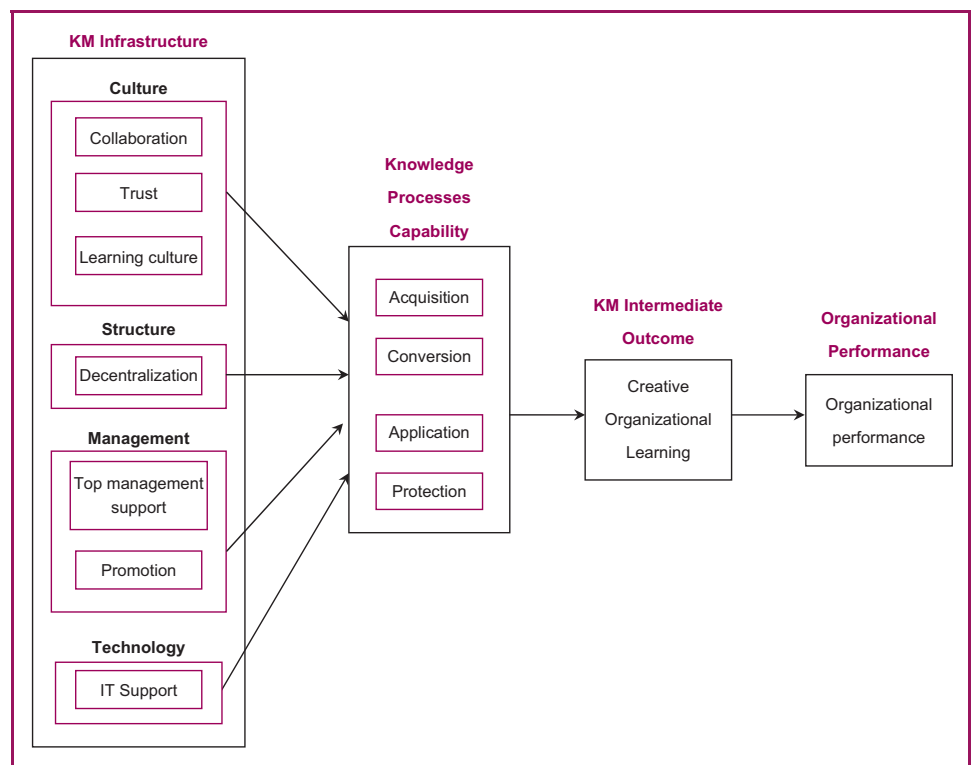 KM Infrastructure
Culture
Collaboration
Trust
Learning culture
Structure
Decentralization
Management
Top management
support
Promotion
Technology
IT Support
Knowledge
Processes
Capability
Acquisition
Conversion
Application
Protection
KM Intermediate
Outcome
Creative
Organizational
Learning
Organizational
Performance
Organizational
performance